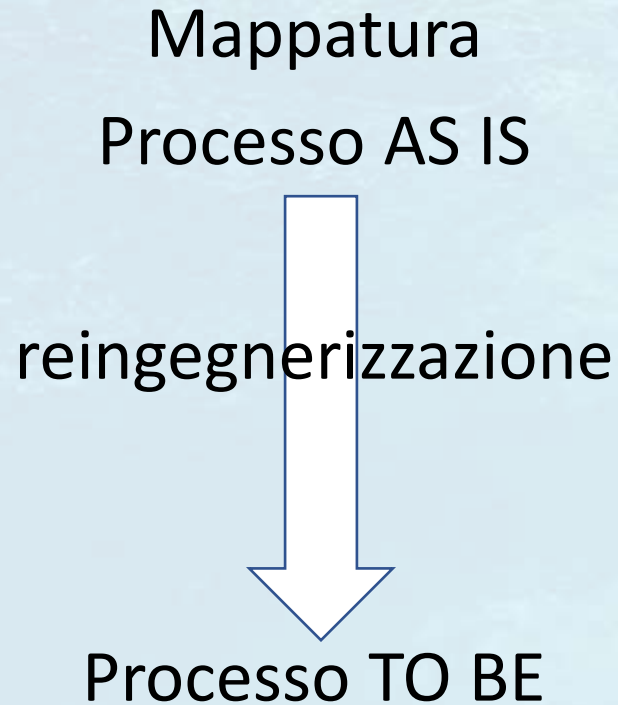 Mappatura
Processo AS IS
reingegnerizzazione
Processo TO BE